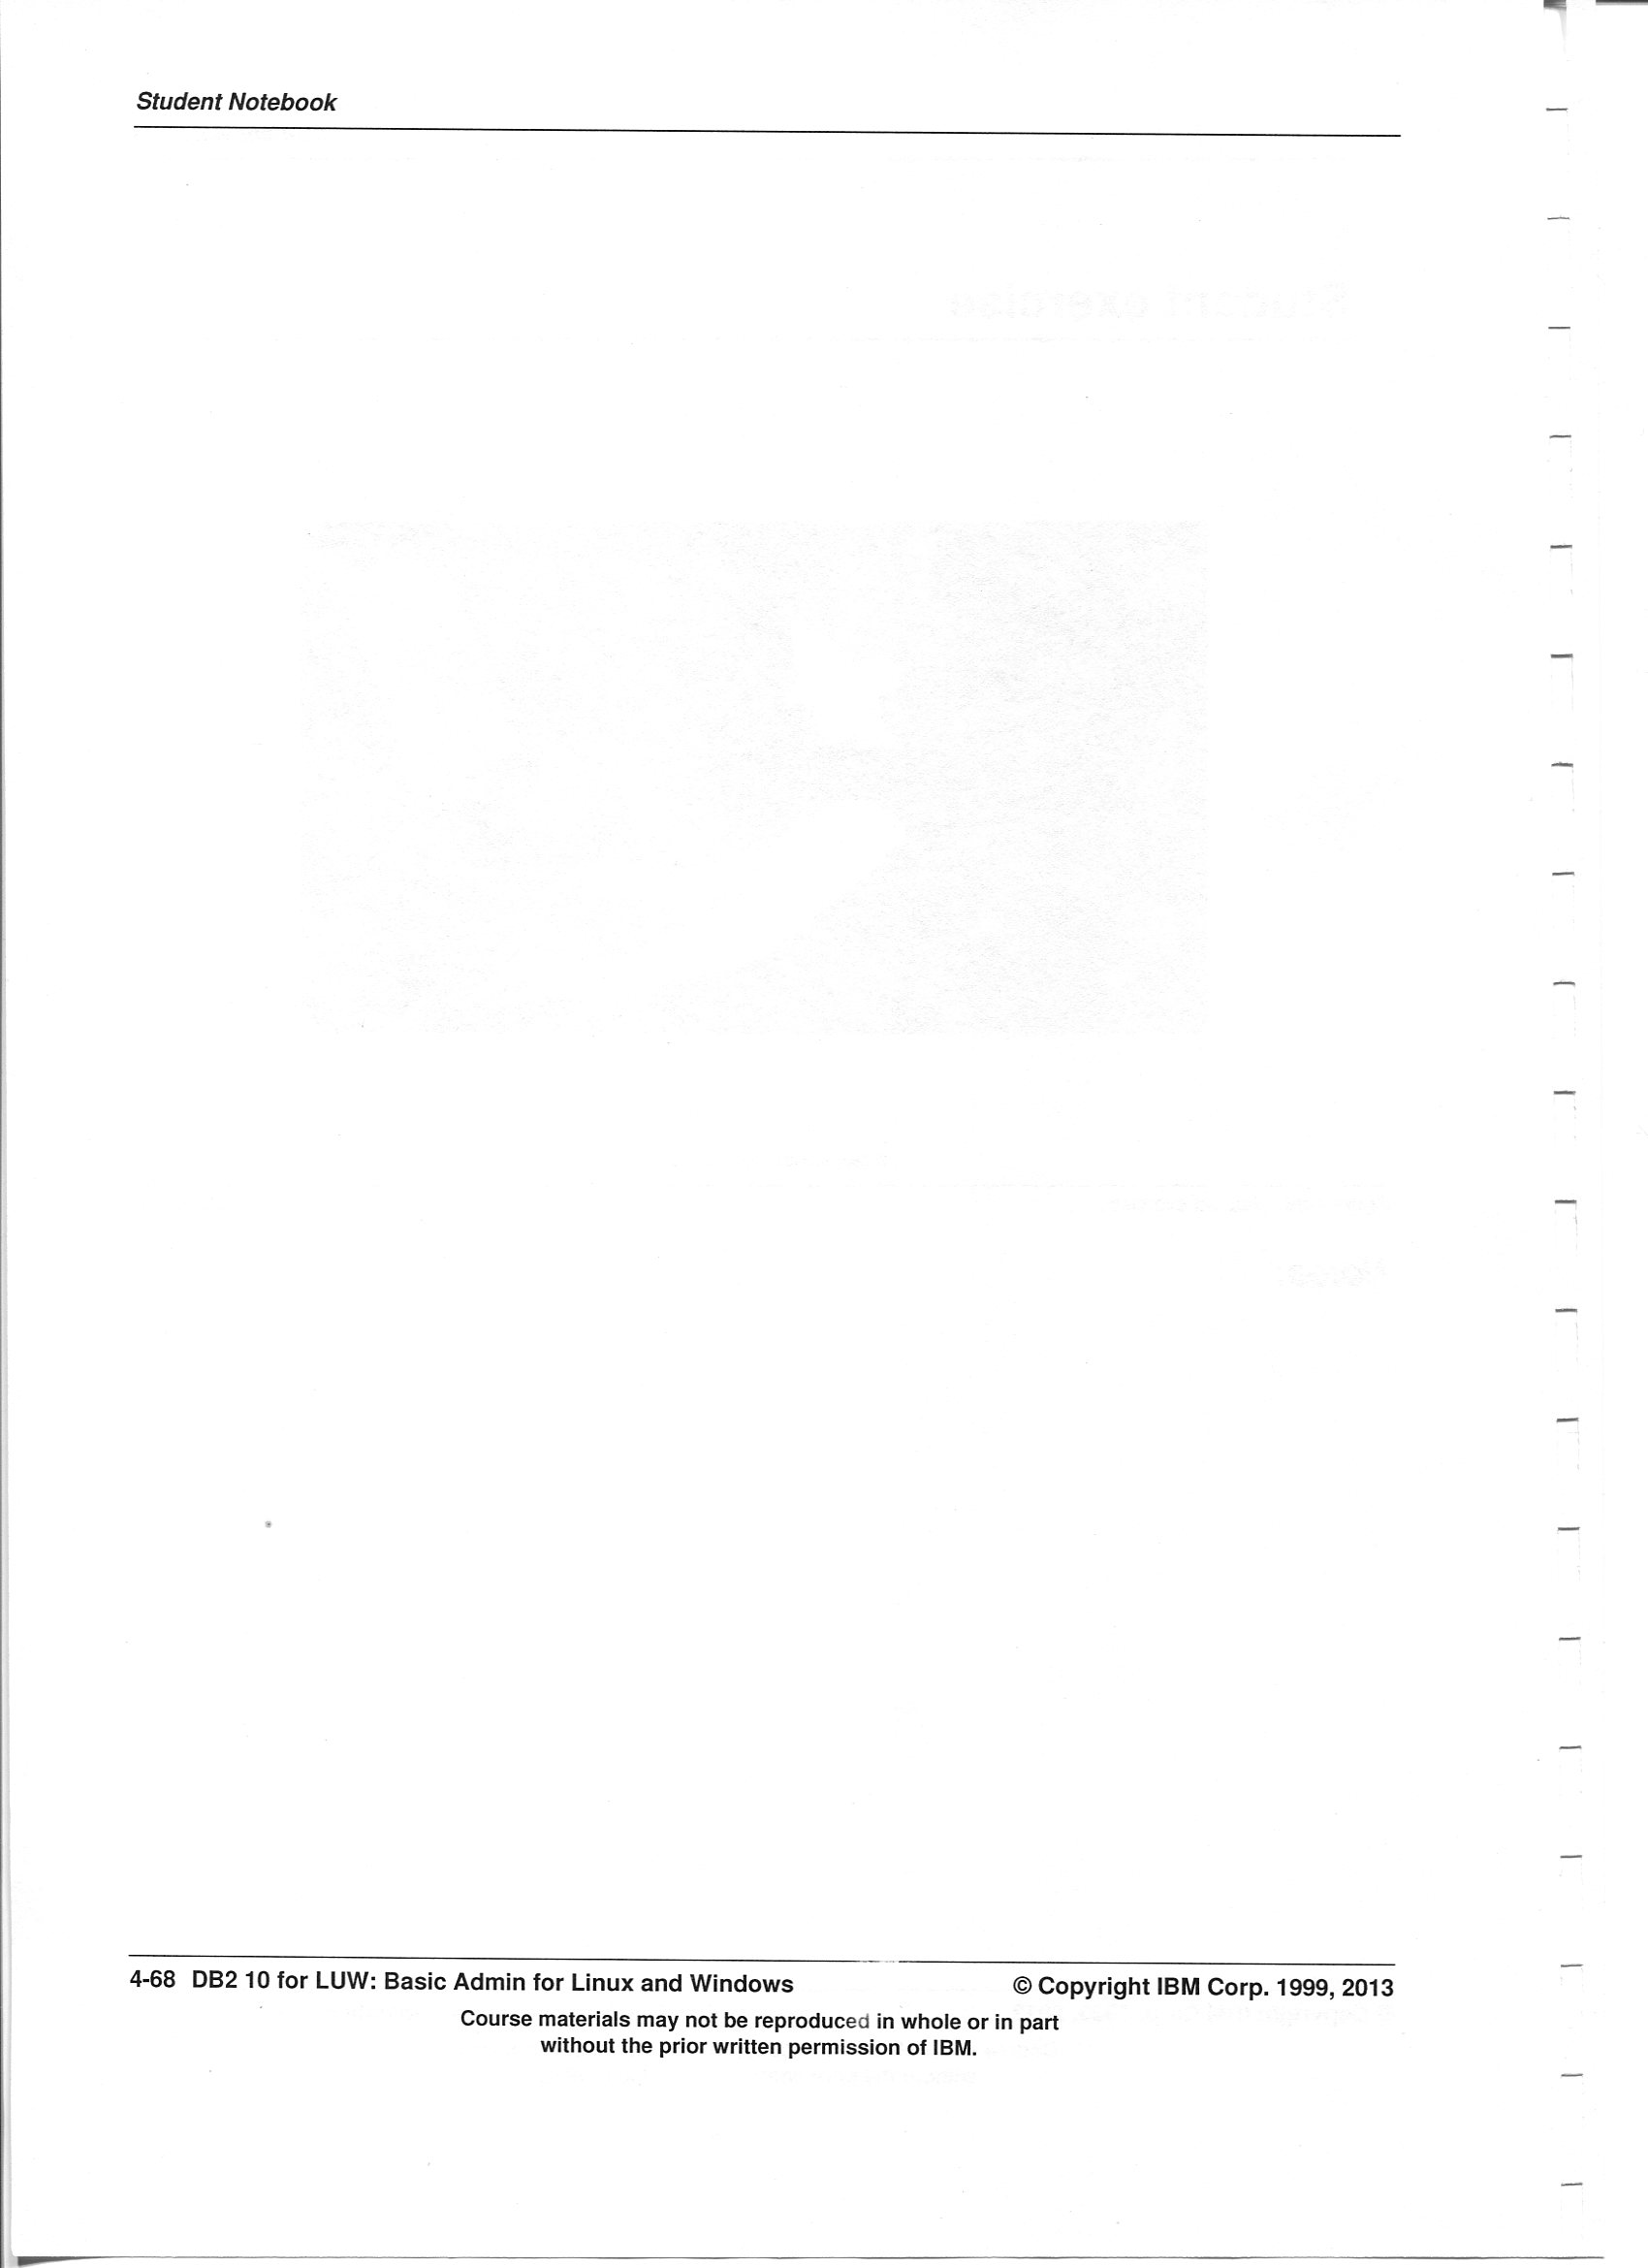 Student Notebook
4-68 DB2 10 for LUW: Basic Admin for Linux and Windows © Copyright IBM Corp. 1999, 2013
Course materials may not be reproduced in whole or in part
without the prior written permission of IBM.